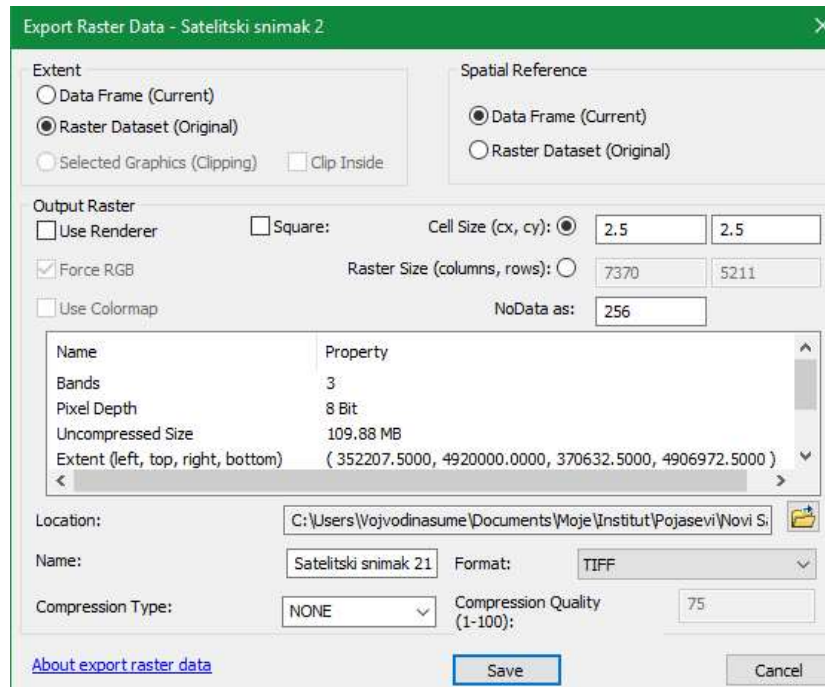 Export Raster Data - Satelitski snimak 2
Extent
Data Frame (Current)
Raster Dataset (Original)
Selected Graphics (Clipping) Clip Inside
Spatial Reference
Data Frame (Current)
Raster Dataset (Original)
Output Raster
Use Renderer Square: Cell Size (cx, cy): 2.5 2.5
Force RGB Raster Size (columns, rows): 7370 5211
Use Colormap NoData as: 256
Name Property
Bands 3
Pixel Depth 8 Bit
Uncompressed Size 109.88 MB
Extent (left, top, right, bottom) ( 352207.5000, 4920000.0000, 370632.5000, 4906972.5000 )
Location: C:\Users\Vojvodinasume\Documents\Moje\Institut\Pojasevi\Novi
Name: Satelitski snimak 21 Format: TIFF
Compression Type: NONE Compression Quality (1-100): 75
About export raster data Save Cancel